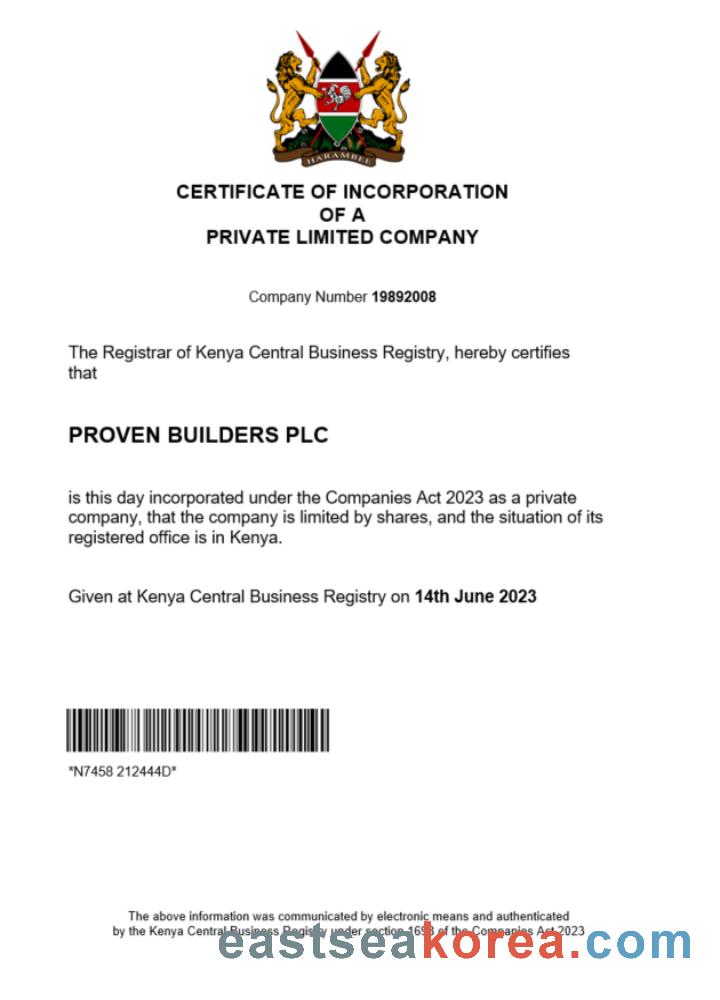 HARAMBEE
CERTIFICATE OF INCORPORATION
OF A
PRIVATE LIMITED COMPANY
Company Number 19892008
The Registrar of Kenya Central Business Registry, hereby certifies
that
PROVEN BUILDERS PLC
is this day incorporated under the Companies Act 2023 as a private
company, that the company is limited by shares, and the situation of its
registered office is in Kenya.
Given at Kenya Central Business Registry on 14th June 2023
*N7458 212444D*
The above information was communicated by electronic means and authenticated
by the Kenya Central Business Registry under section of the Companies Act 2023
eastseakorea.com